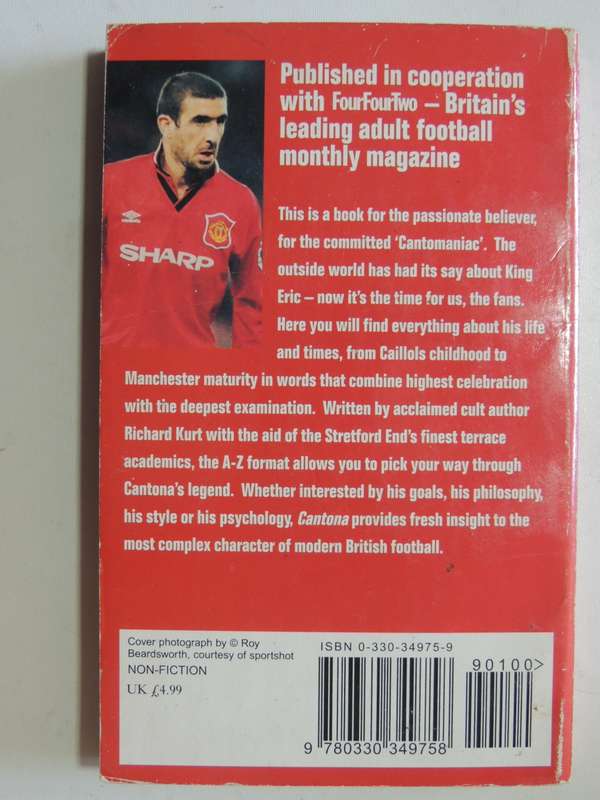 Published in cooperation
with FourFourTwo – Britain's
leading adult football
monthly magazine
SHARP
This is a book for the passionate believer,
for the committed 'Cantomaniac'. The
outside world has had its say about King
Eric – now it's the time for us, the fans.
Here you will find everything about his life
and times, from Caillols childhood to
Manchester maturity in words that combine highest celebration
with the deepest examination. Written by acclaimed cult author
Richard Kurt with the aid of the Stretford End's finest terrace
academics, the A-Z format allows you to pick your way through
Cantona's legend. Whether interested by his goals, his philosophy,
his style or his psychology, Cantona provides fresh insight to the
most complex character of modern British football.
Cover photograph by © Roy
Beardsworth, courtesy of sportshot
NON-FICTION
UK £4.99
ISBN 0-330-34975-9
90100>
9 780330 349758